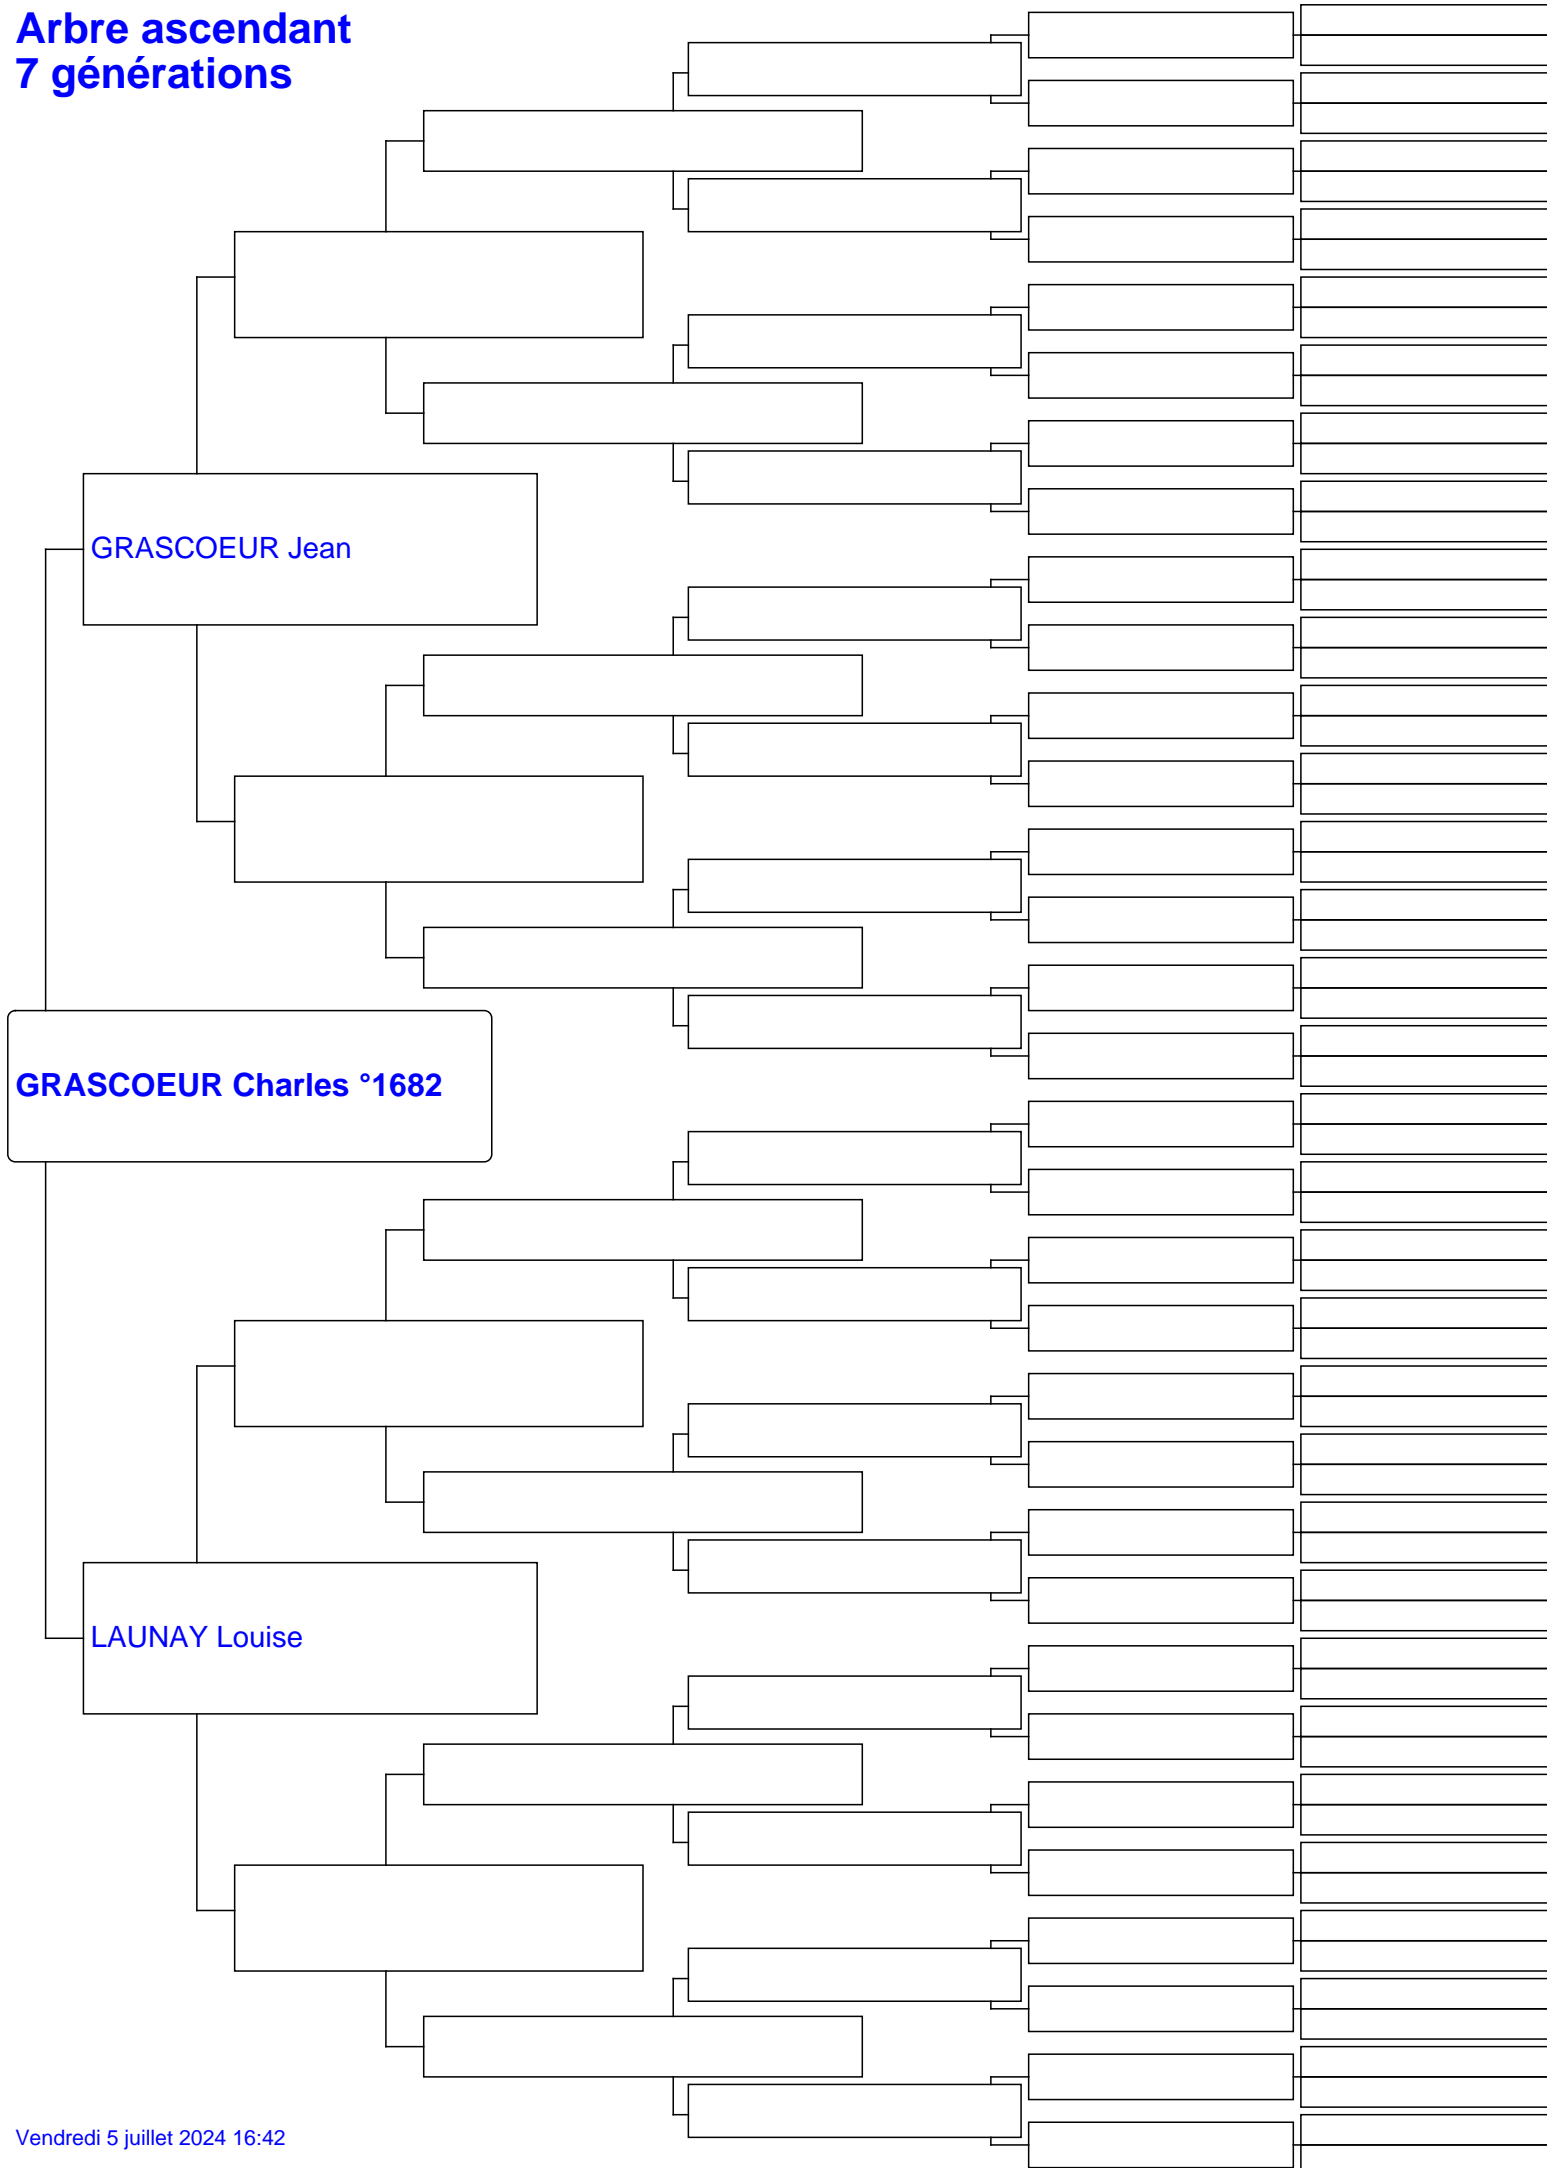 Arbre ascendant
7 générations
GRASCOEUR Jean
GRASCOEUR Charles °1682
LAUNAY Louise
Vendredi 5 juillet 2024 16:42